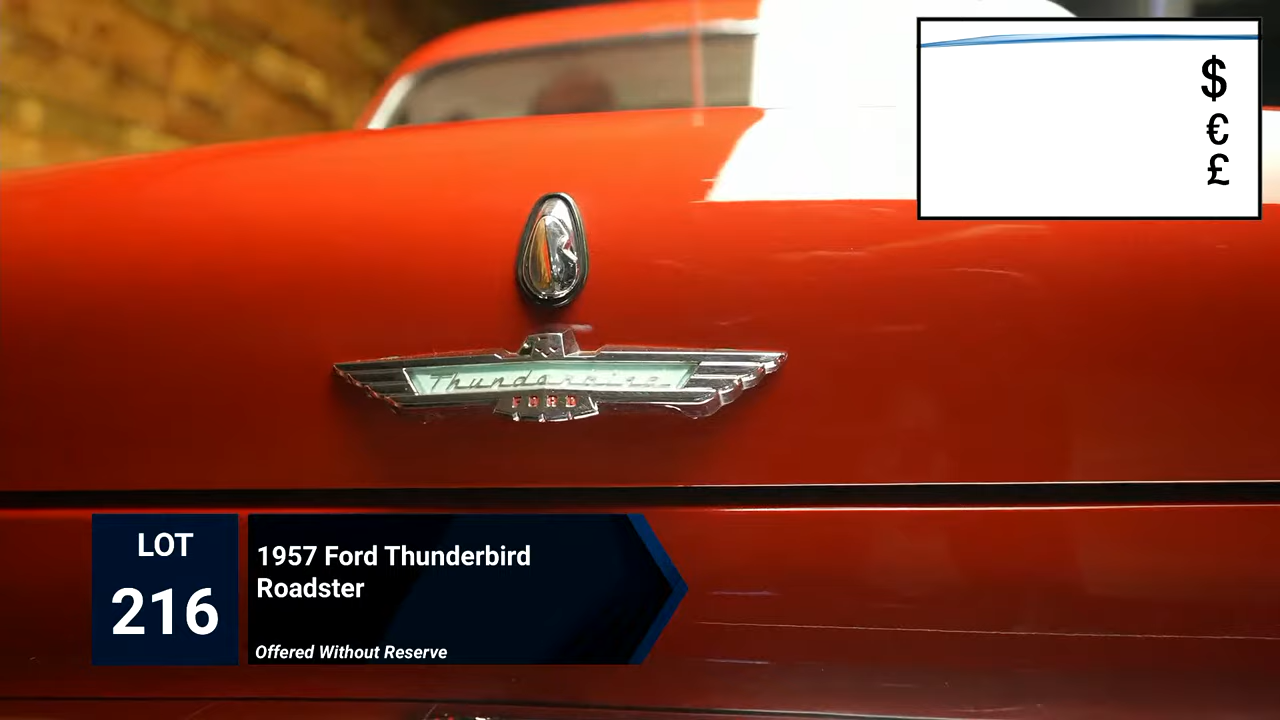 $
€
£
Thunderbird
FORD
LOT
216
1957 Ford Thunderbird
Roadster
Offered Without Reserve